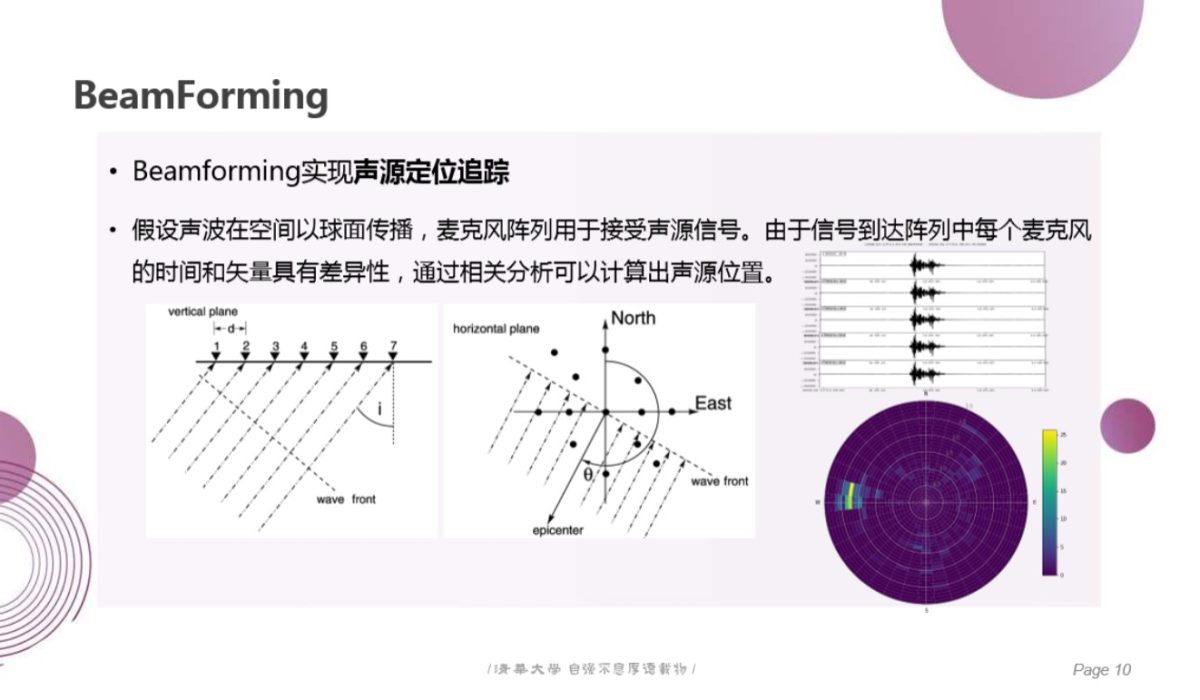 BeamForming
• Beamforming实现声源定位追踪
• 假设声波在空间以球面传播，麦克风阵列用于接受声源信号。由于信号到达阵列中每个麦克风
的时间和矢量具有差异性，通过相关分析可以计算出声源位置。
vertical plane
d
1 2 3 4 5 6 7
i
wave front
horizontal plane
North
East
θ
wave front
epicenter
N
W
E
S
25
20
15
10
5
0
/清華大學 自强不息厚德載物/
Page 10